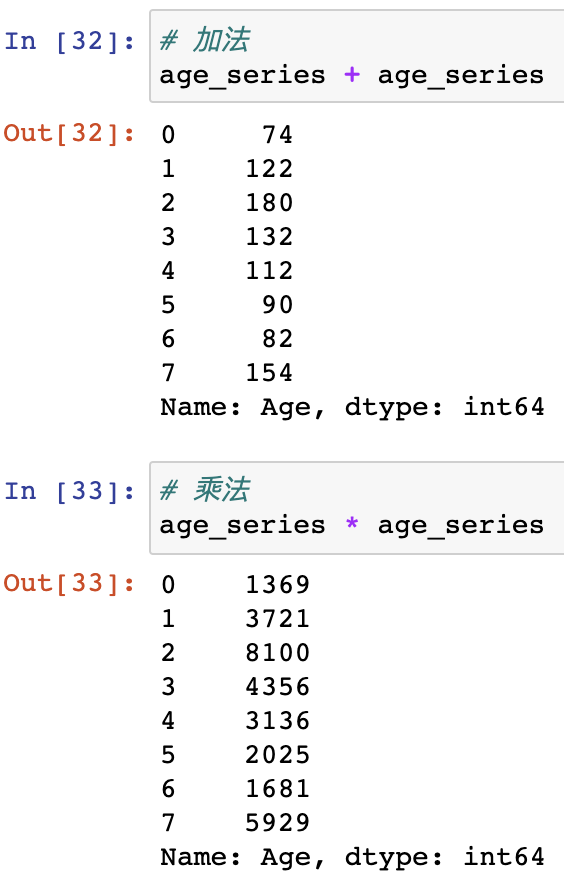 In [32]: # 加法
age_series + age_series
Out[32]: 0 74
1 122
2 180
3 132
4 112
5 90
6 82
7 154
Name: Age, dtype: int64
In [33]: # 乘法
age_series * age_series
Out[33]: 0 1369
1 3721
2 8100
3 4356
4 3136
5 2025
6 1681
7 5929
Name: Age, dtype: int64